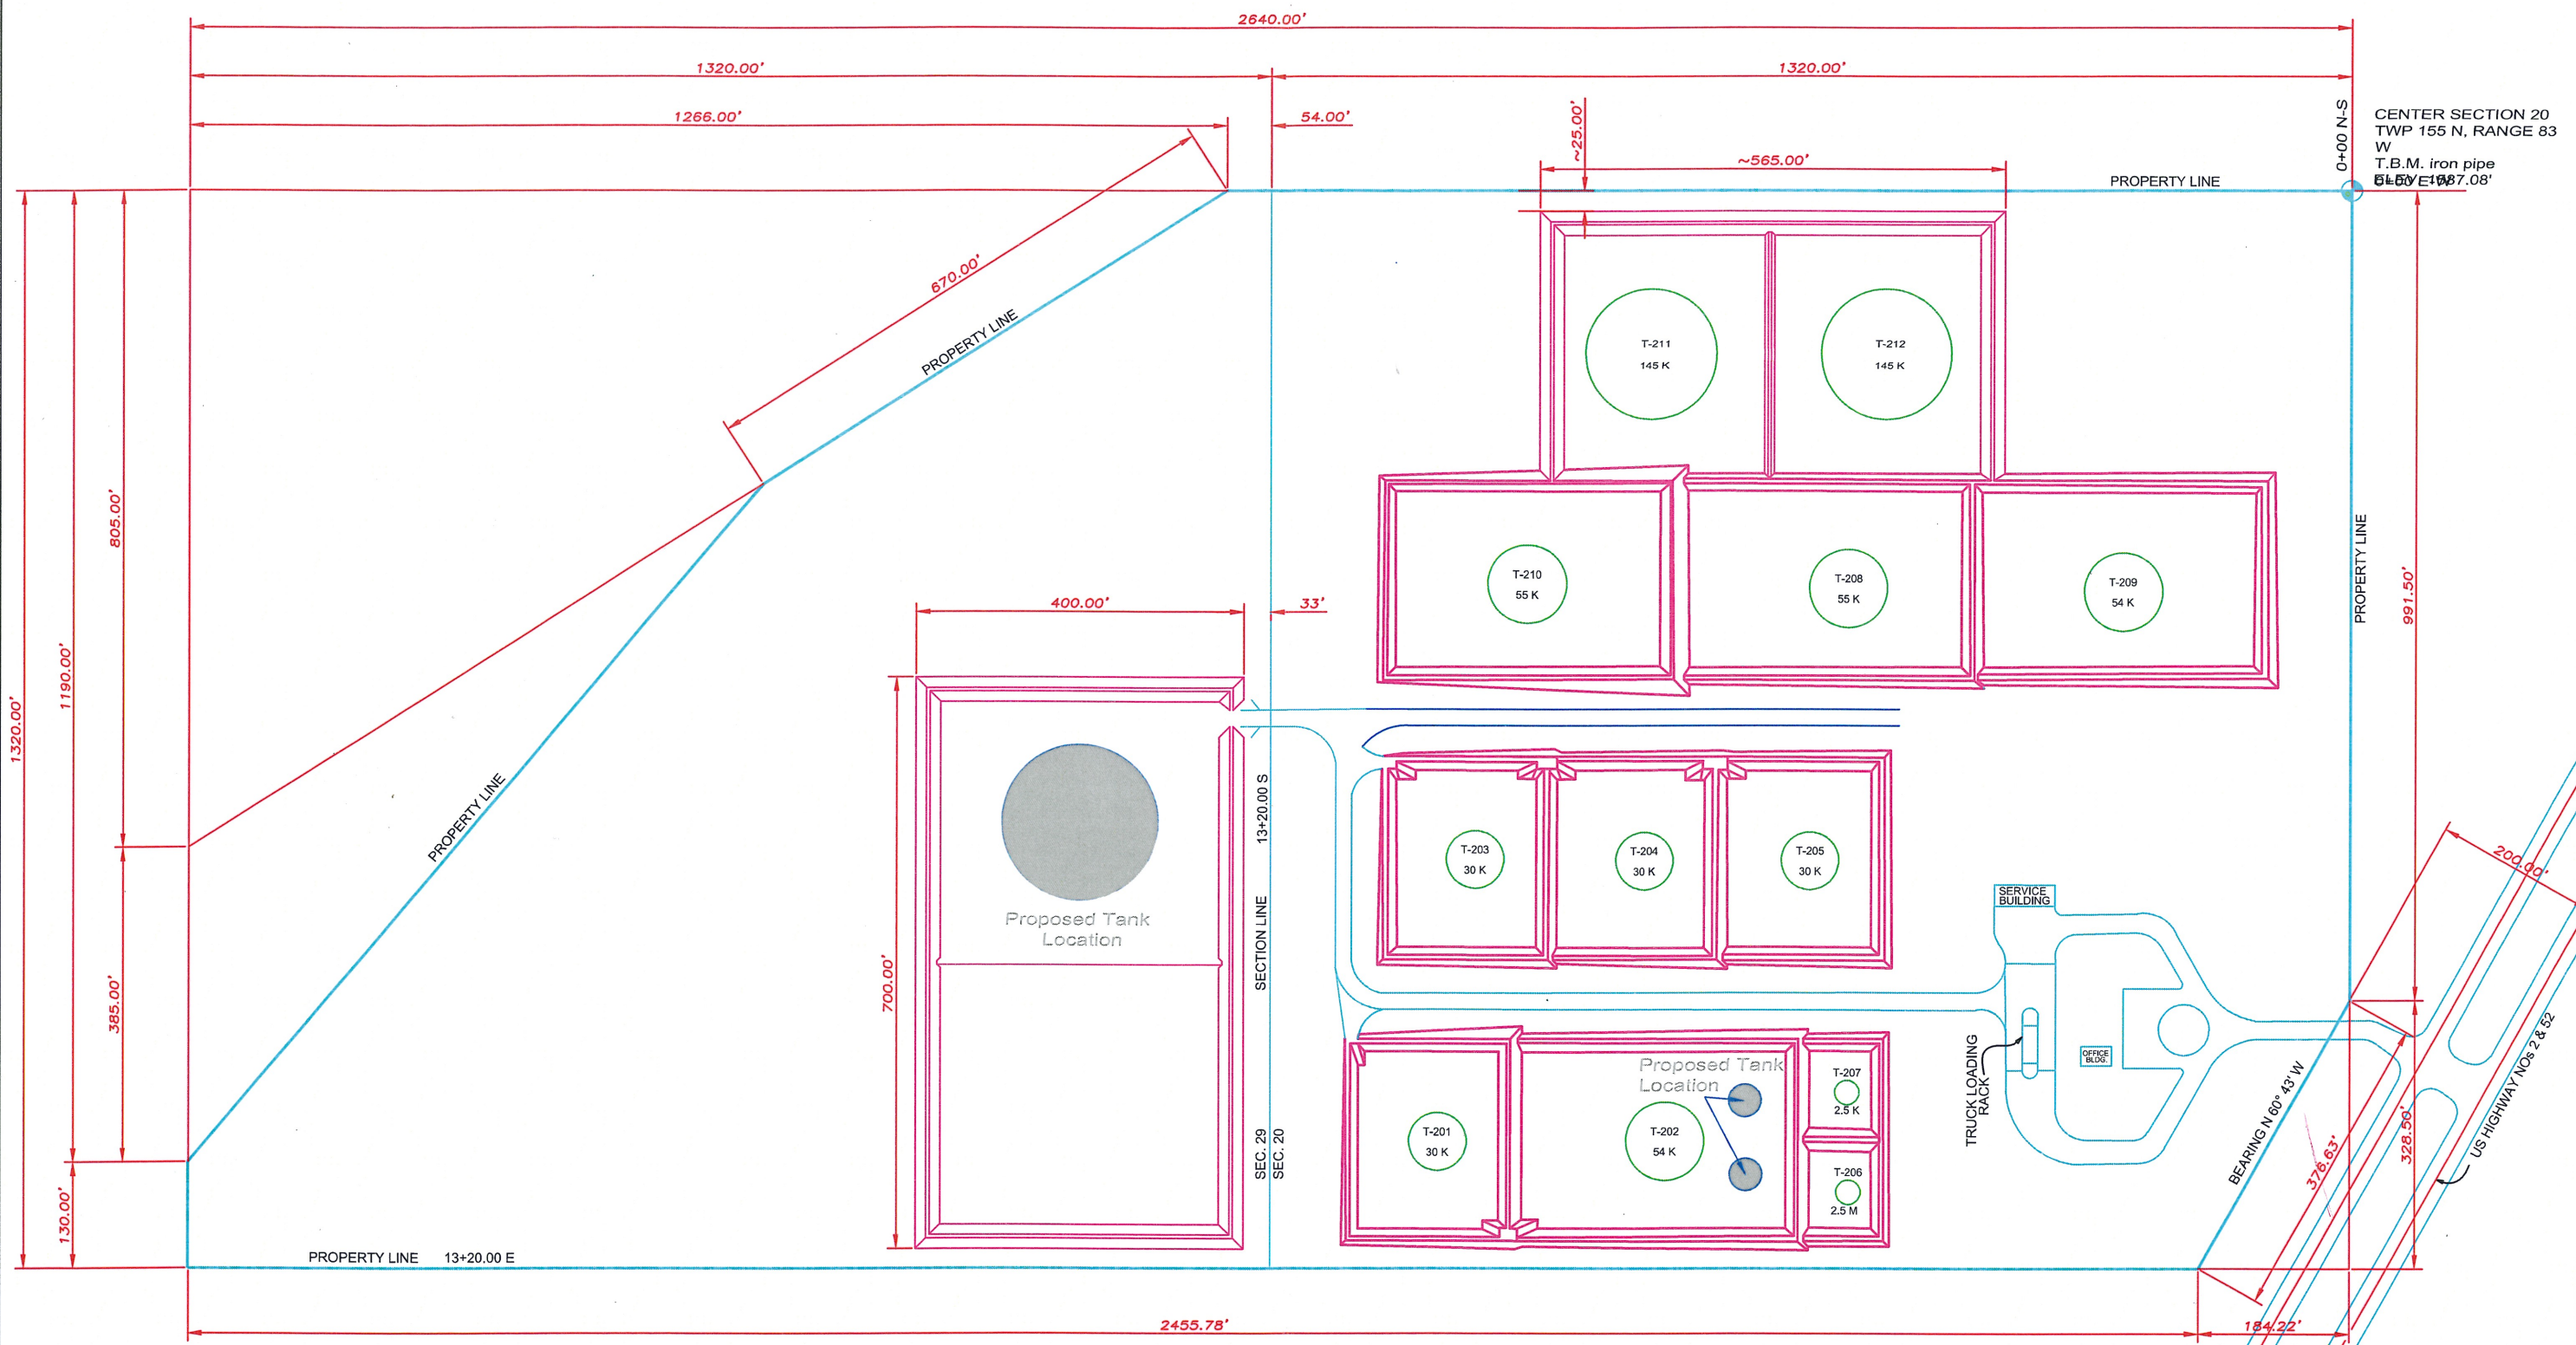 2640.00'
1320.00'
1320.00'
1266.00'
54.00'
~25.00'
~565.00'
0+00 N-S
CENTER SECTION 20
TWP 155 N, RANGE 83
W
T.B.M. iron pipe
PROPERTY LINE
670.00'
PROPERTY LINE
T-211
145 K
T-212
145 K
805.00'
1190.00'
1320.00'
385.00'
130.00'
PROPERTY LINE
400.00'
33'
700.00'
Proposed Tank
Location
13+20.00 S
SECTION LINE
SEC. 29
SEC. 20
T-210
55 K
T-208
55 K
T-209
54 K
PROPERTY LINE
991.50'
T-203
30 K
T-204
30 K
T-205
30 K
SERVICE
BUILDING
200.00'
TRUCK LOADING
RACK
OFFICE
BLDG.
Proposed Tank
Location
T-201
30 K
T-202
54 K
T-207
2.5 K
T-206
2.5 M
BEARING N 60° 43' W
376.63'
328.50'
US HIGHWAY NOs 2 & 52
PROPERTY LINE 13+20.00 E
2455.78'
184.22'